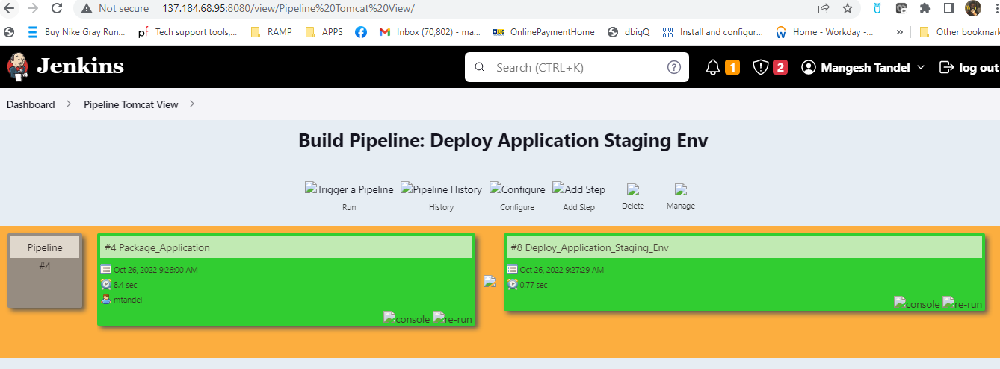 Not secure 137.184.68.95:8080/view/Pipeline%20Tomcat%20View/
Buy Nike Gray Run... Tech support tools,... RAMP APPS Inbox (70,802) - ma... OnlinePaymentHome dbigQ Install and configur... Home - Workday -... » Other bookmark
Jenkins Search (CTRL+K) 1 2 Mangesh Tandel log out
Dashboard Pipeline Tomcat View
Build Pipeline: Deploy Application Staging Env
Trigger a Pipeline Pipeline History Configure Add Step
Run History Configure Add Step Delete Manage
Pipeline #4 Package_Application #8 Deploy_Application_Staging_Env
#4 Oct 26, 2022 9:26:00 AM Oct 26, 2022 9:27:29 AM
8.4 sec 0.77 sec
mtandel
console re-run console re-run